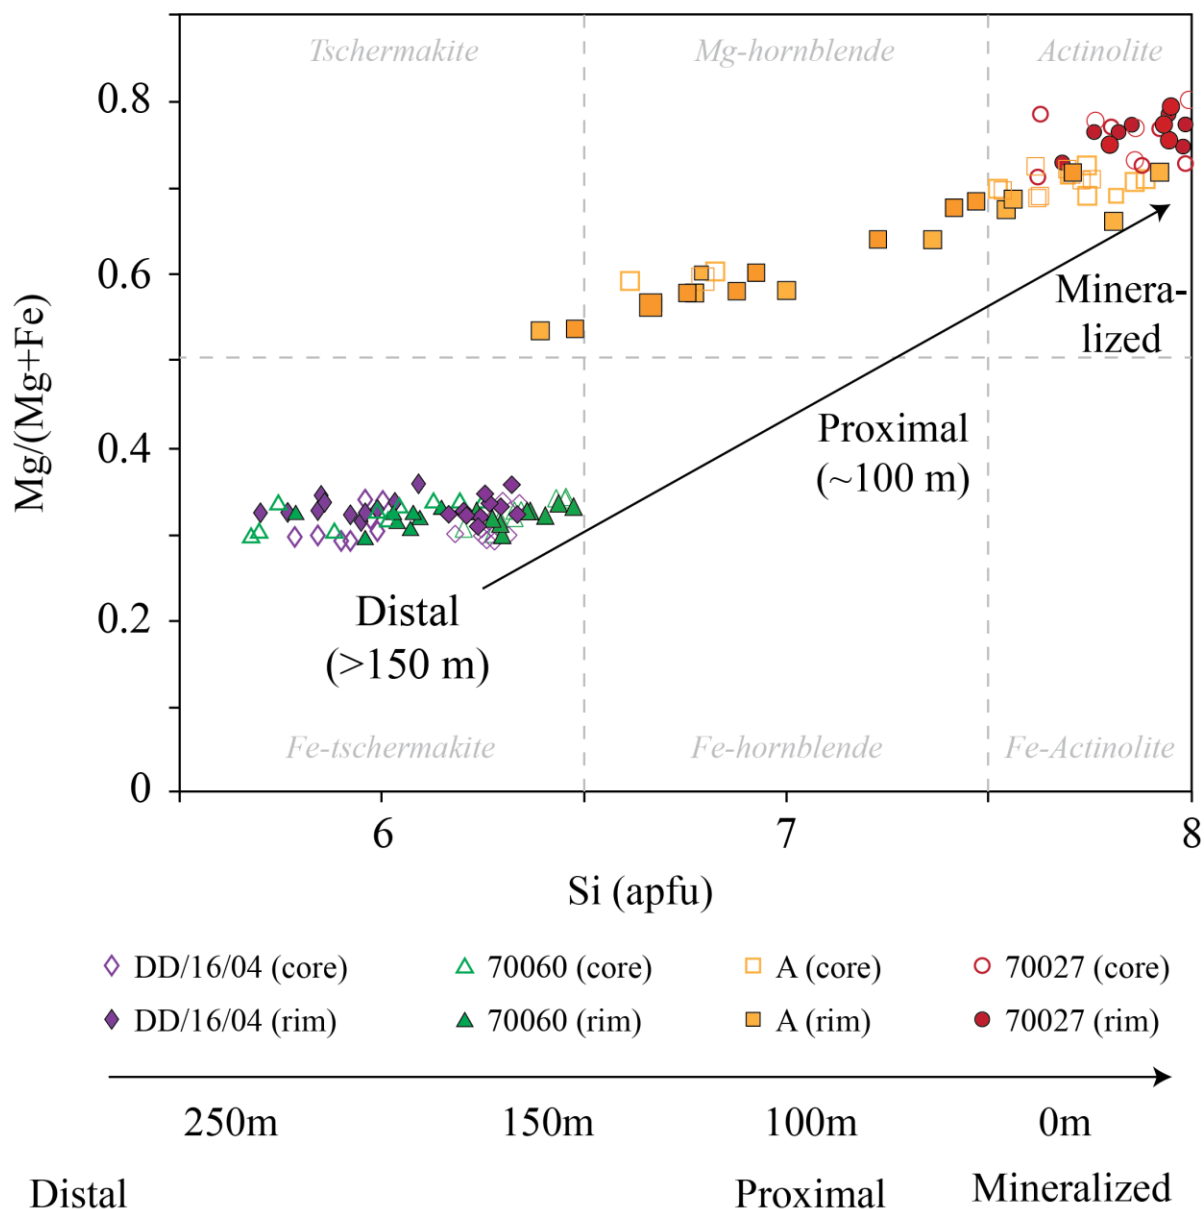 Tschermakite Mg-hornblende Actinolite
0.8
0.6
0.4
0.2
0
Mg/(Mg+Fe)
Minera-
lized
Proximal
(~100 m)
Distal
(>150 m)
Fe-tschermakite Fe-hornblende Fe-Actinolite
6 7 8
Si (apfu)
DD/16/04 (core) 70060 (core) A (core) 70027 (core)
DD/16/04 (rim) 70060 (rim) A (rim) 70027 (rim)
250m 150m 100m 0m
Distal Proximal Mineralized